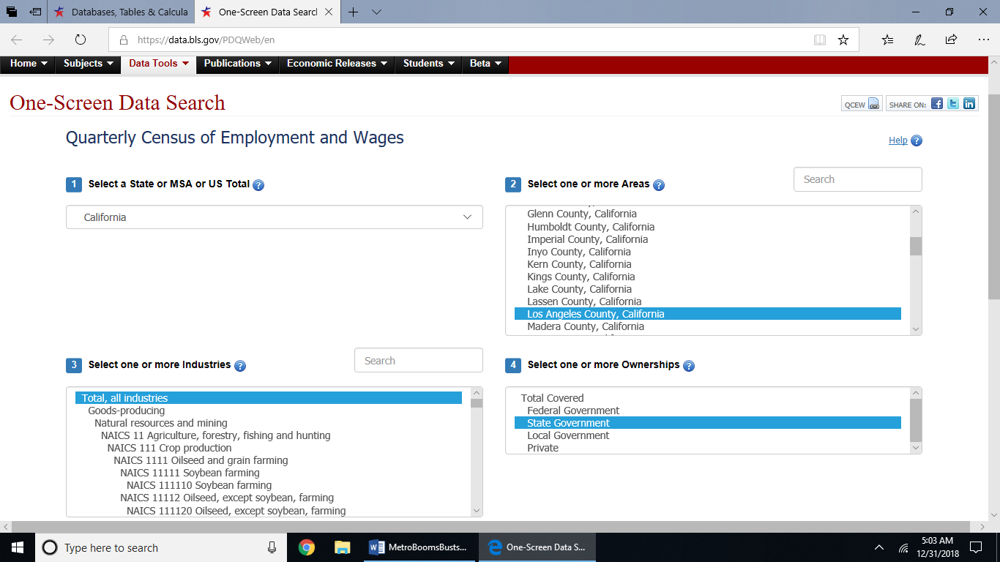 Databases, Tables & Calcula
One-Screen Data Search
https://data.bls.gov/PDQWeb/en
Home
Subjects
Data Tools
Publications
Economic Releases
Students
Beta
One-Screen Data Search
QCEW
SHARE ON:
Quarterly Census of Employment and Wages
Help
1 Select a State or MSA or US Total
California
2 Select one or more Areas
Search
Glenn County, California
Humboldt County, California
Imperial County, California
Inyo County, California
Kern County, California
Kings County, California
Lake County, California
Lassen County, California
Los Angeles County, California
Madera County, California
3 Select one or more Industries
Search
Total, all industries
Goods-producing
Natural resources and mining
NAICS 11 Agriculture, forestry, fishing and hunting
NAICS 111 Crop production
NAICS 1111 Oilseed and grain farming
NAICS 11111 Soybean farming
NAICS 111110 Soybean farming
NAICS 11112 Oilseed, except soybean, farming
NAICS 111120 Oilseed, except soybean, farming
4 Select one or more Ownerships
Total Covered
Federal Government
State Government
Local Government
Private
Type here to search
MetroBoomsBusts...
One-Screen Data S...
5:03 AM
12/31/2018